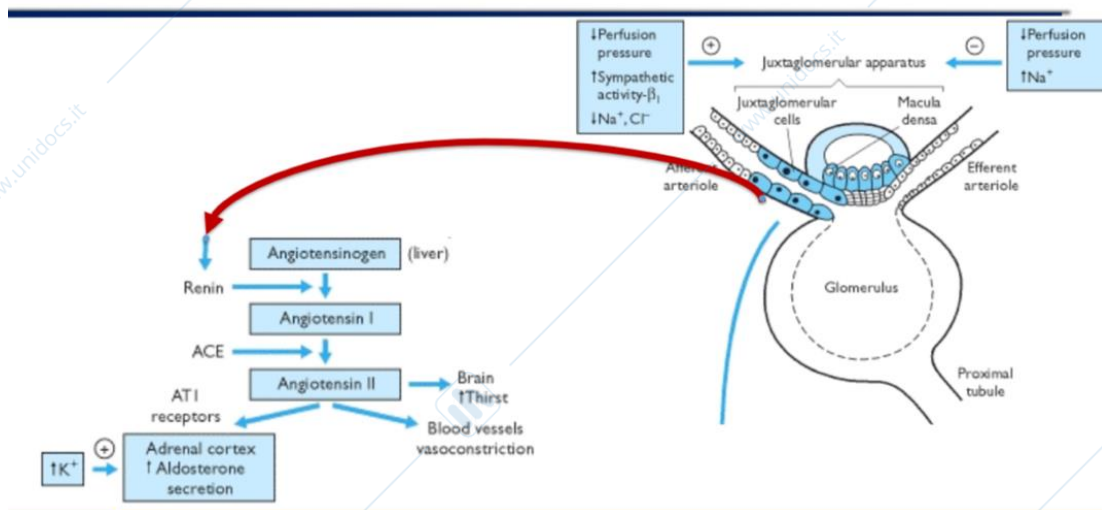 ↓Perfusion
pressure
↑Sympathetic
activity-β₁
↓Na⁺, Cl⁻
+
Juxtaglomerular apparatus
−
↓Perfusion
pressure
↑Na⁺
Juxtaglomerular
cells
Macula
densa
arteriole
Efferent
arteriole
Glomerulus
Proximal
tubule
Angiotensinogen (liver)
Renin
Angiotensin I
ACE
Angiotensin II
Brain
↑Thirst
AT1
receptors
Blood vessels
vasoconstriction
↑K⁺
+
Adrenal cortex
↑Aldosterone
secretion
w.unidocs.it
www.unidocs.it